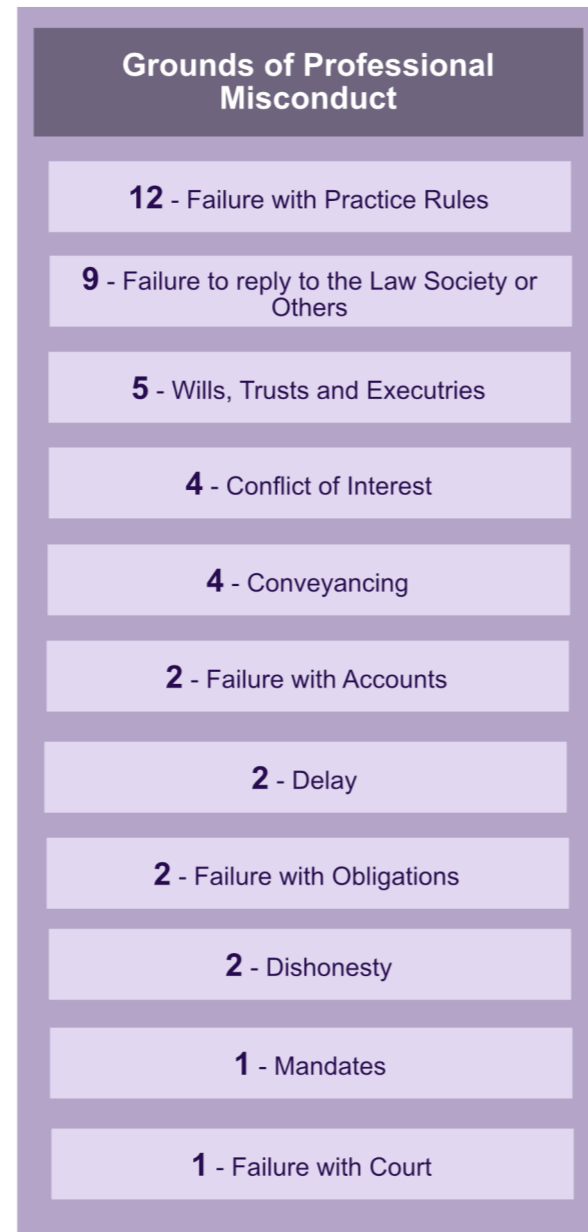 Grounds of Professional
Misconduct
12 - Failure with Practice Rules
9 - Failure to reply to the Law Society or
Others
5 - Wills, Trusts and Executries
4 - Conflict of Interest
4 - Conveyancing
2 - Failure with Accounts
2 - Delay
2 - Failure with Obligations
2 - Dishonesty
1 - Mandates
1 - Failure with Court